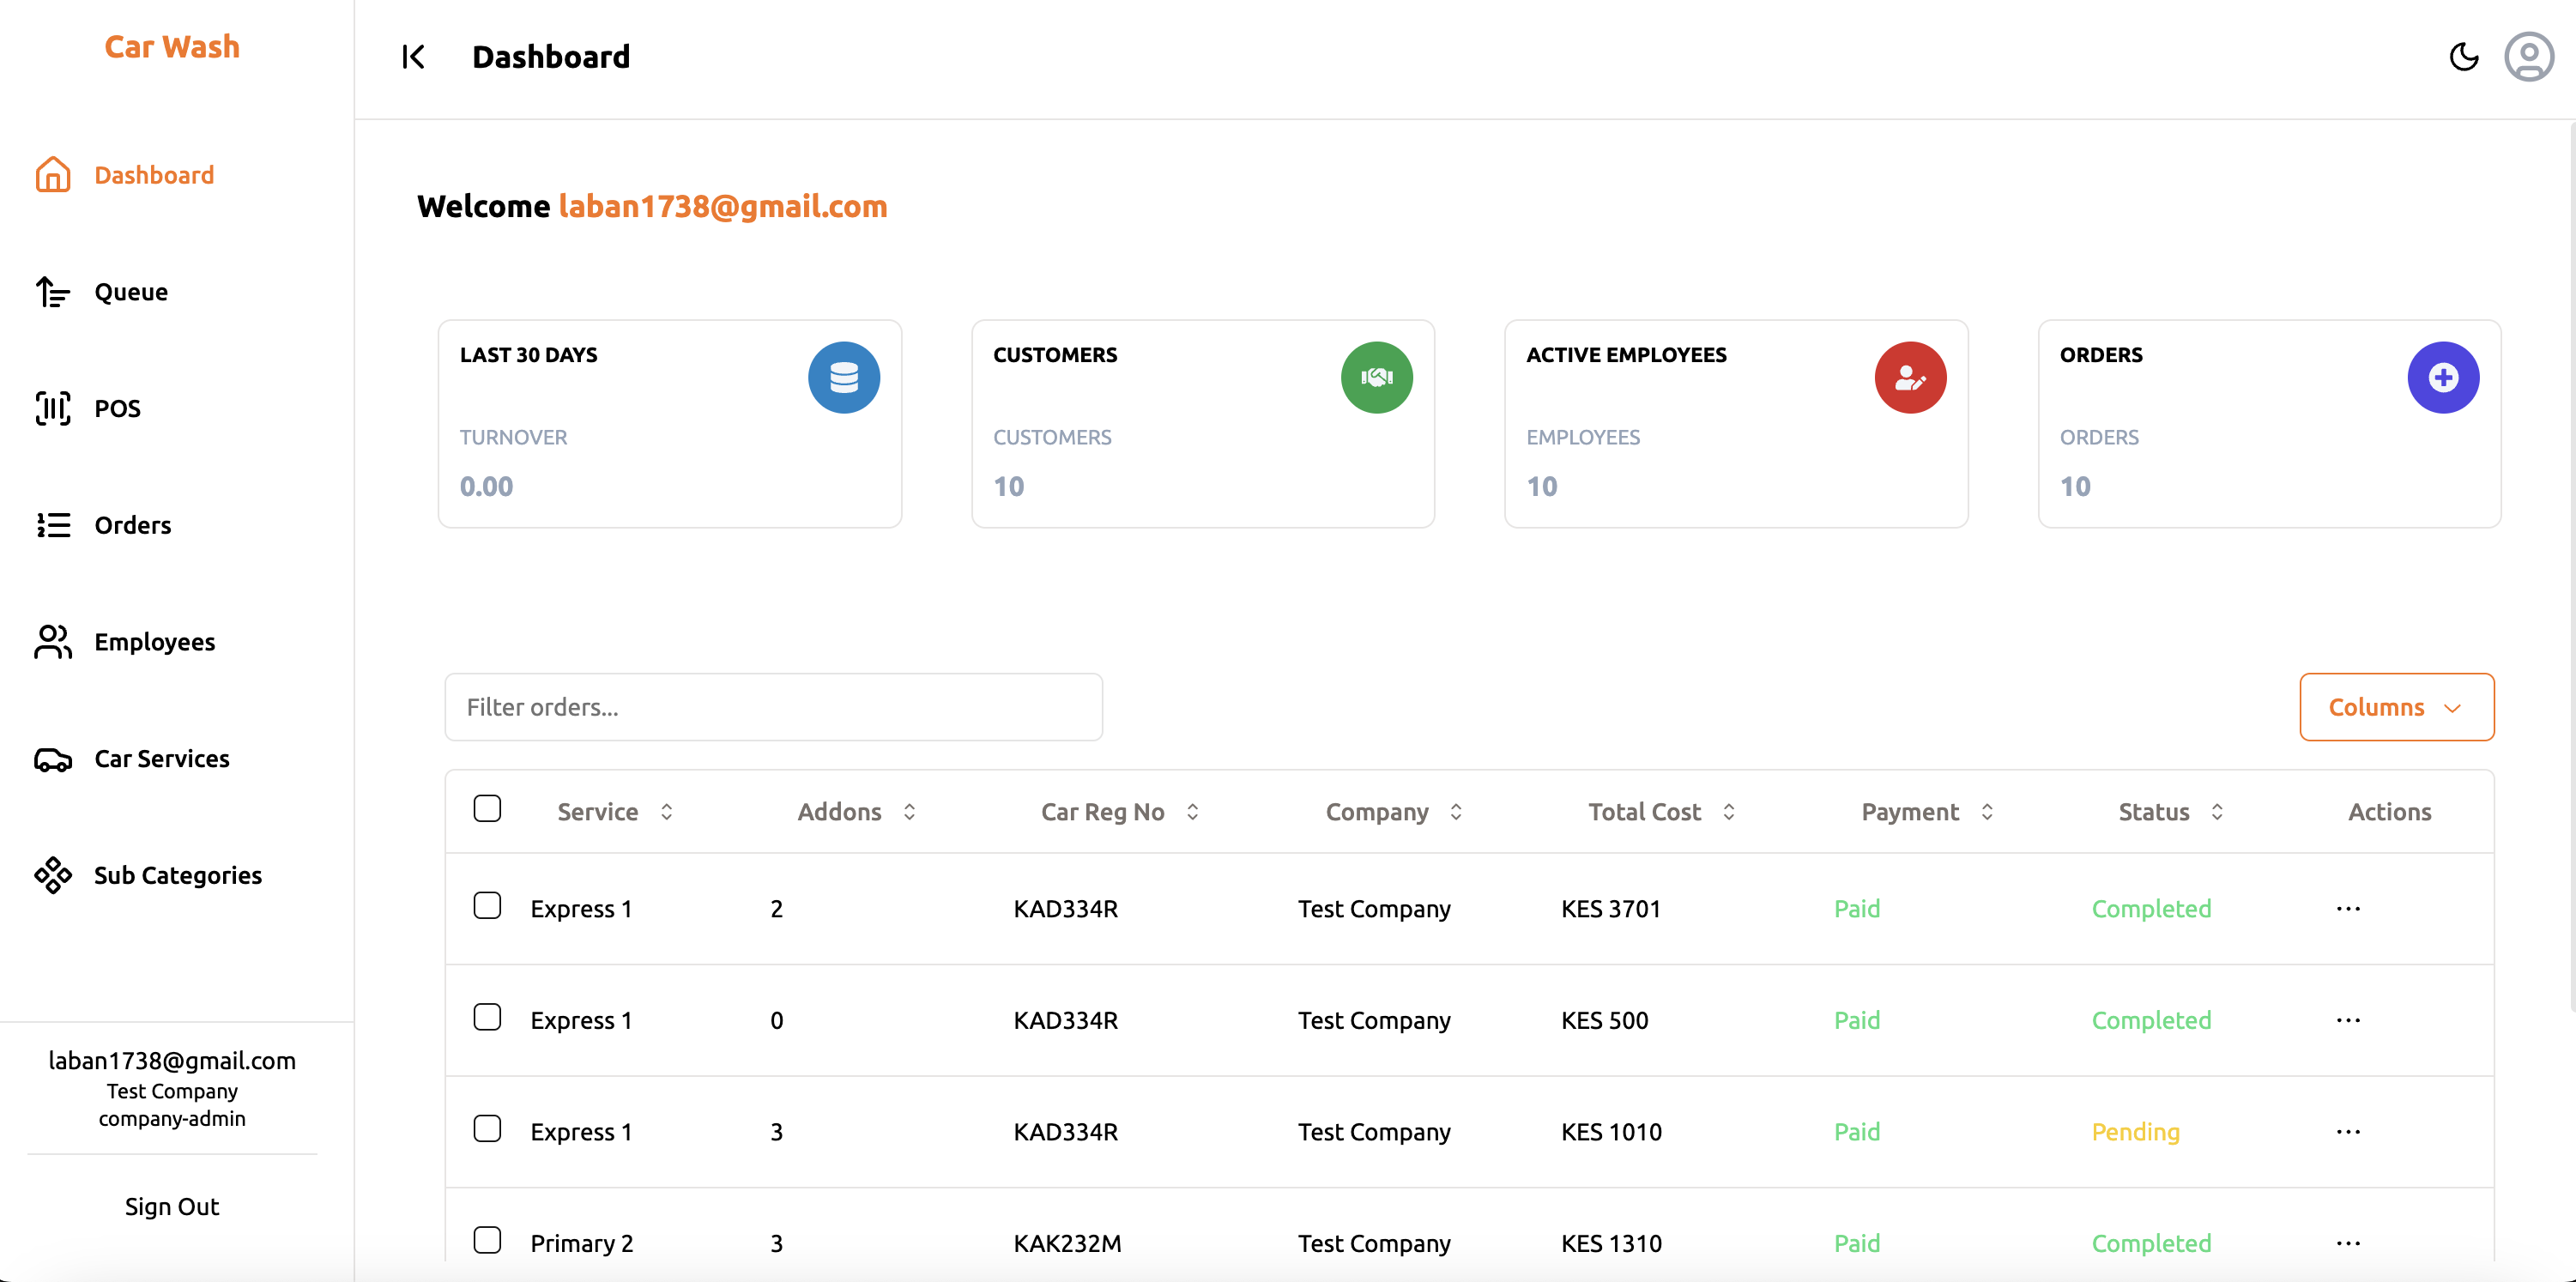 Car Wash
Dashboard
Queue
POS
Orders
Employees
Car Services
Sub Categories
laban1738@gmail.com
Test Company
company-admin
Sign Out
Dashboard
Welcome laban1738@gmail.com
LAST 30 DAYS
TURNOVER
0.00
CUSTOMERS
CUSTOMERS
10
ACTIVE EMPLOYEES
EMPLOYEES
10
ORDERS
ORDERS
10
Filter orders...
Columns
Service Addons Car Reg No Company Total Cost Payment Status Actions
Express 1 2 KAD334R Test Company KES 3701 Paid Completed ...
Express 1 0 KAD334R Test Company KES 500 Paid Completed ...
Express 1 3 KAD334R Test Company KES 1010 Paid Pending ...
Primary 2 3 KAK232M Test Company KES 1310 Paid Completed ...